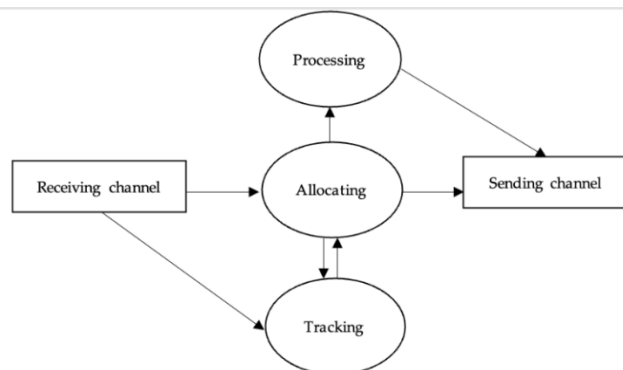 Processing
Receiving channel
Allocating
Sending channel
Tracking